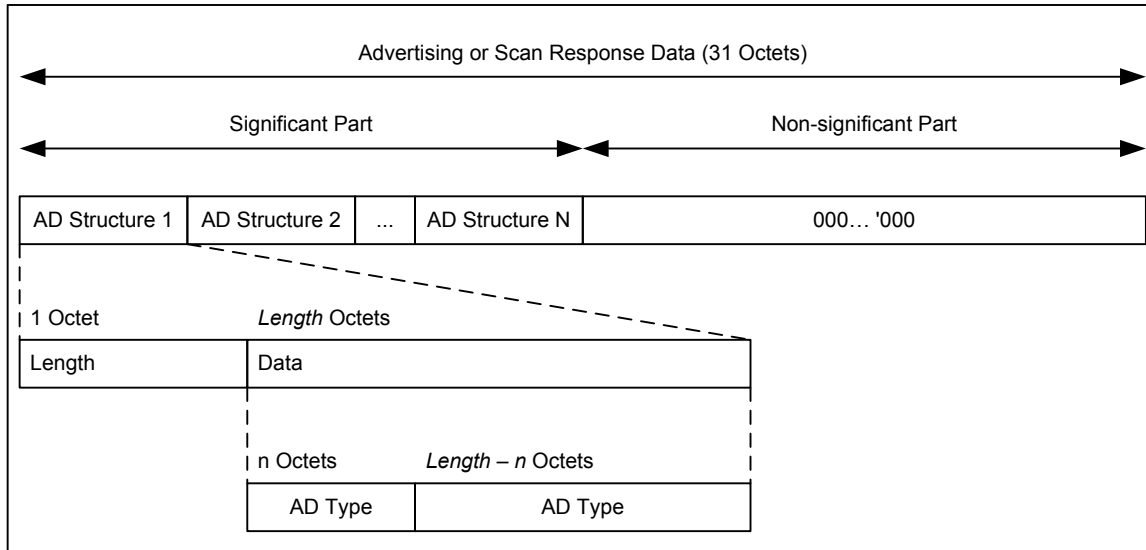 Advertising or Scan Response Data (31 Octets)
Significant Part
Non-significant Part
AD Structure 1
AD Structure 2
...
AD Structure N
000… '000
1 Octet
Length Octets
Length
Data
n Octets
Length – n Octets
AD Type
AD Type